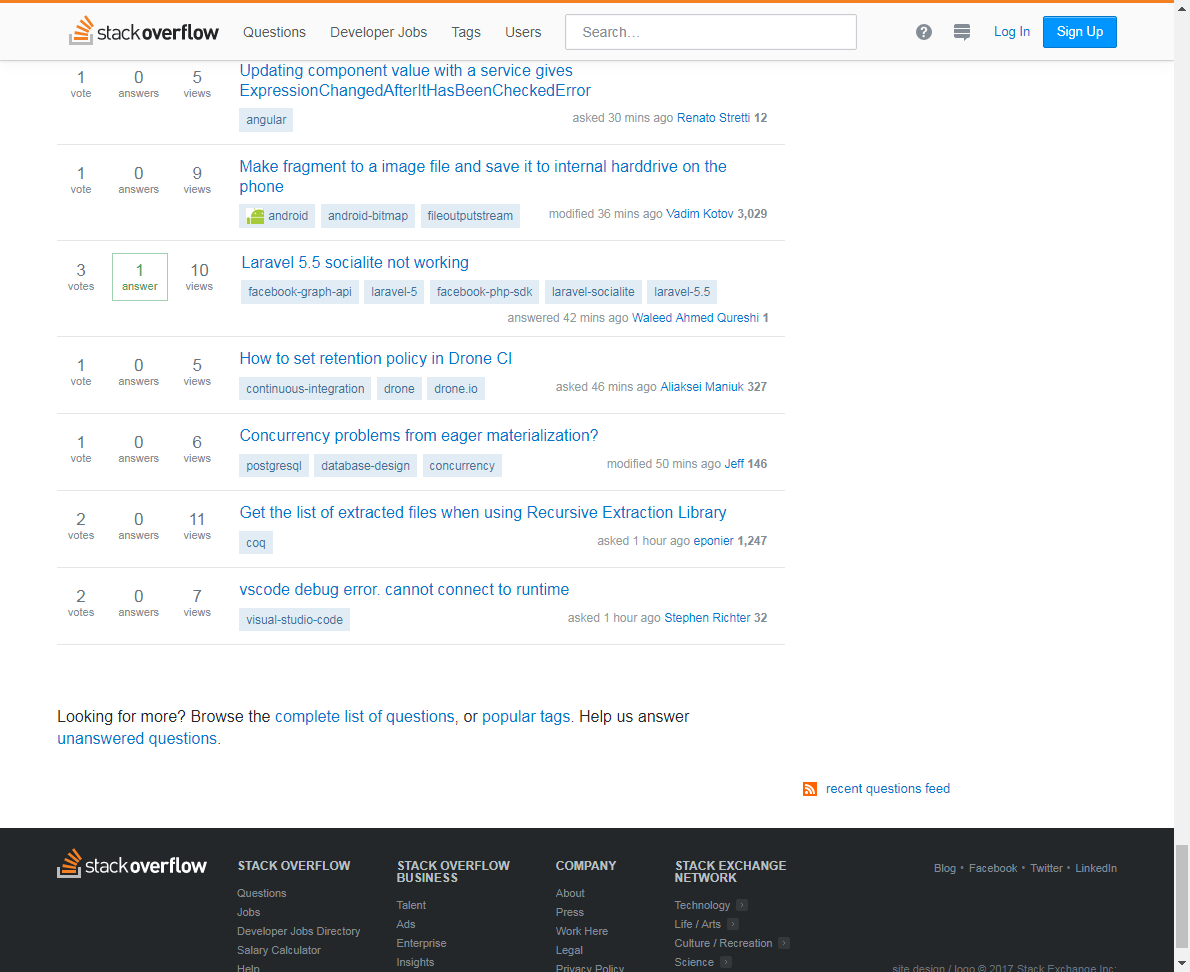 stack overflow Questions Developer Jobs Tags Users Search... ? Log In Sign Up
1 0 5 Updating component value with a service gives
vote answers views ExpressionChangedAfterItHasBeenCheckedError
angular asked 30 mins ago Renato Stretti 12
1 0 9 Make fragment to a image file and save it to internal harddrive on the
vote answers views phone
android android-bitmap fileoutputstream modified 36 mins ago Vadim Kotov 3,029
3 1 10 Laravel 5.5 socialite not working
votes answer views facebook-graph-api laravel-5 facebook-php-sdk laravel-socialite laravel-5.5
answered 42 mins ago Waleed Ahmed Qureshi 1
1 0 5 How to set retention policy in Drone CI
vote answers views continuous-integration drone drone.io asked 46 mins ago Aliaksei Maniuk 327
1 0 6 Concurrency problems from eager materialization?
vote answers views postgresql database-design concurrency modified 50 mins ago Jeff 146
2 0 11 Get the list of extracted files when using Recursive Extraction Library
votes answers views coq asked 1 hour ago eponier 1,247
2 0 7 vscode debug error. cannot connect to runtime
votes answers views visual-studio-code asked 1 hour ago Stephen Richter 32
Looking for more? Browse the complete list of questions, or popular tags. Help us answer
unanswered questions.
recent questions feed
stack overflow
STACK OVERFLOW
Questions
Jobs
Developer Jobs Directory
Salary Calculator
Help
STACK OVERFLOW
BUSINESS
Talent
Ads
Enterprise
Insights
COMPANY
About
Press
Work Here
Legal
Privacy Policy
STACK EXCHANGE
NETWORK
Technology
Life / Arts
Culture / Recreation
Science
Blog • Facebook • Twitter • LinkedIn
site design / logo © 2017 Stack Exchange Inc;